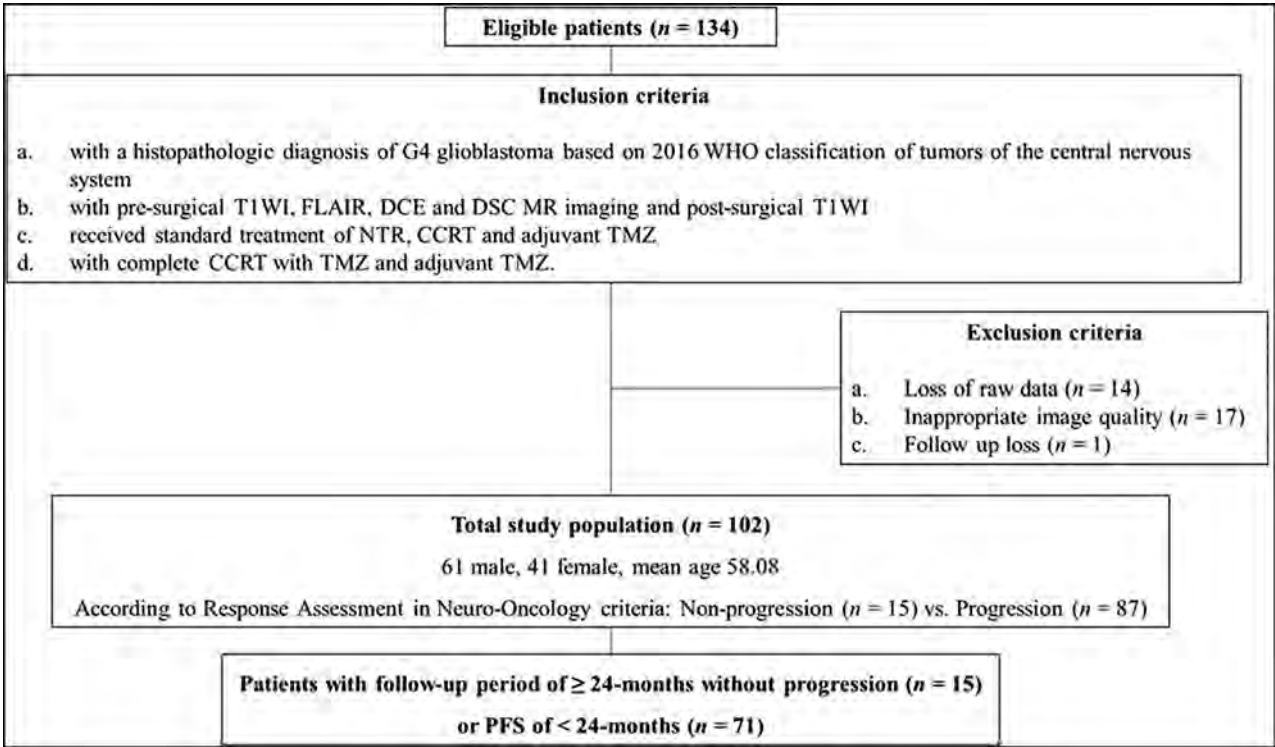 Eligible patients (n = 134)
Inclusion criteria
a. with a histopathologic diagnosis of G4 glioblastoma based on 2016 WHO classification of tumors of the central nervous
system
b. with pre-surgical T1WI, FLAIR, DCE and DSC MR imaging and post-surgical T1WI
c. received standard treatment of NTR, CCRT and adjuvant TMZ
d. with complete CCRT with TMZ and adjuvant TMZ.
Exclusion criteria
a. Loss of raw data (n = 14)
b. Inappropriate image quality (n = 17)
c. Follow up loss (n = 1)
Total study population (n = 102)
61 male, 41 female, mean age 58.08
According to Response Assessment in Neuro-Oncology criteria: Non-progression (n = 15) vs. Progression (n = 87)
Patients with follow-up period of ≥ 24-months without progression (n = 15)
or PFS of < 24-months (n = 71)